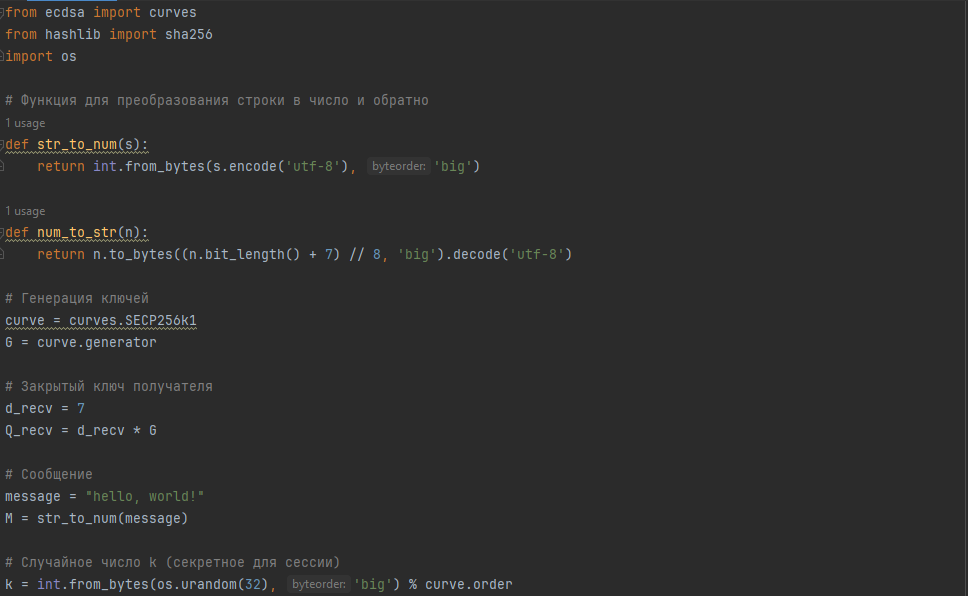 from ecdsa import curves
from hashlib import sha256
import os
# Функция для преобразования строки в число и обратно
1 usage
def str_to_num(s):
    return int.from_bytes(s.encode('utf-8'), byteorder: 'big')
1 usage
def num_to_str(n):
    return n.to_bytes((n.bit_length() + 7) // 8, 'big').decode('utf-8')
# Генерация ключей
curve = curves.SECP256k1
G = curve.generator
# Закрытый ключ получателя
d_recv = 7
Q_recv = d_recv * G
# Сообщение
message = "hello, world!"
M = str_to_num(message)
# Случайное число k (секретное для сессии)
k = int.from_bytes(os.urandom(32), byteorder: 'big') % curve.order